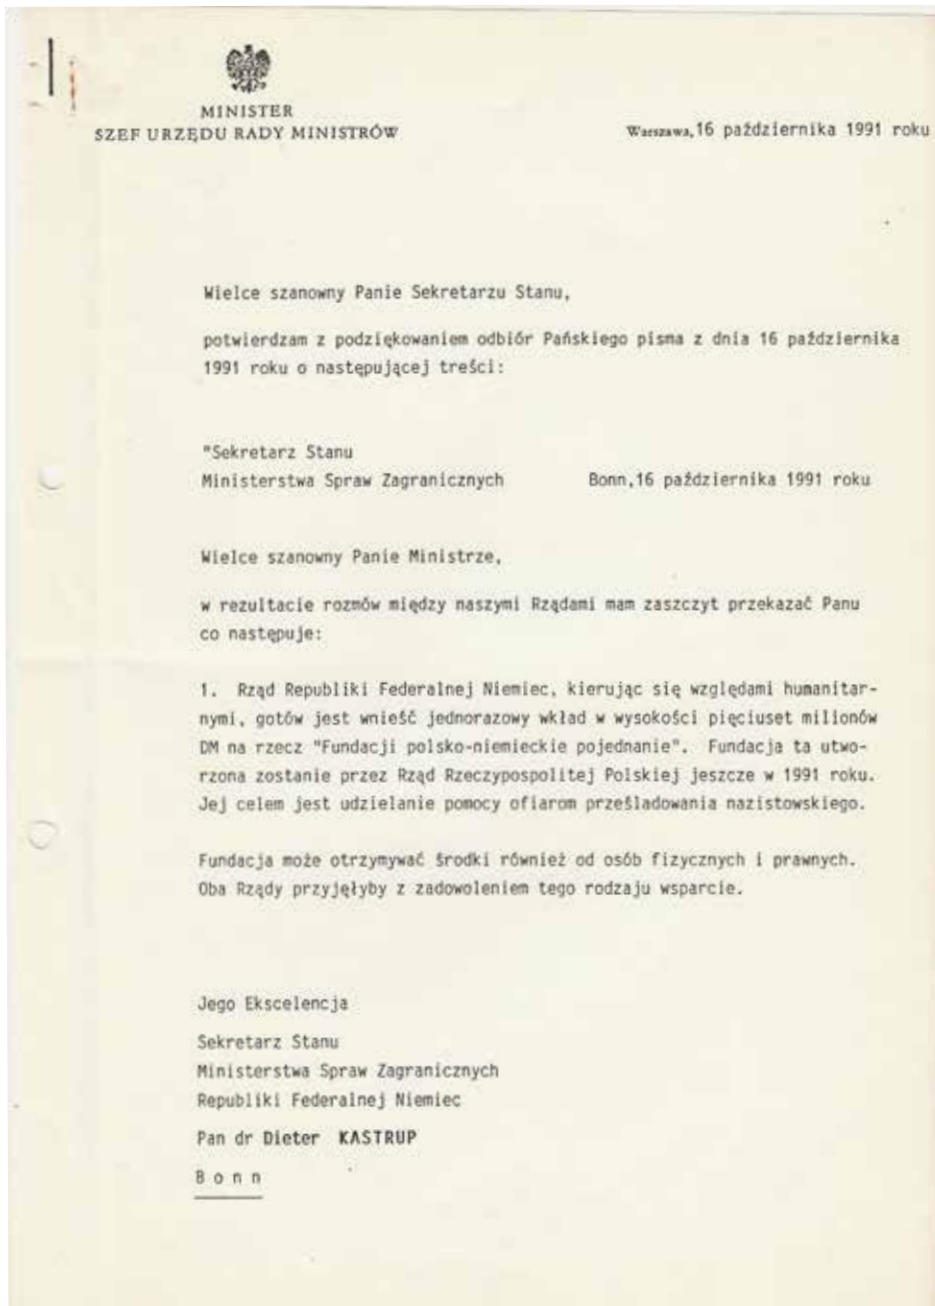 MINISTER
SZEF URZĘDU RADY MINISTRÓW
Warszawa, 16 października 1991 roku
Wielce szanowny Panie Sekretarzu Stanu,
potwierdzam z podziękowaniem odbiór Pańskiego pisma z dnia 16 października
1991 roku o następującej treści:
"Sekretarz Stanu
Ministerstwa Spraw Zagranicznych
Bonn,16 października 1991 roku
Wielce szanowny Panie Ministrze,
w rezultacie rozmów między naszymi Rządami mam zaszczyt przekazać Panu
co następuje:
1. Rząd Republiki Federalnej Niemiec, kierując się względami humanitar-
nymi, gotów jest wnieść jednorazowy wkład w wysokości pięciuset milionów
DM na rzecz "Fundacji polsko-niemieckie pojednanie". Fundacja ta utwo-
rzona zostanie przez Rząd Rzeczypospolitej Polskiej jeszcze w 1991 roku.
Jej celem jest udzielanie pomocy ofiarom prześladowania nazistowskiego.
Fundacja może otrzymywać środki również od osób fizycznych i prawnych.
Oba Rządy przyjęłyby z zadowoleniem tego rodzaju wsparcie.
Jego Ekscelencja
Sekretarz Stanu
Ministerstwa Spraw Zagranicznych
Republiki Federalnej Niemiec
Pan dr Dieter KASTRUP
B o n n